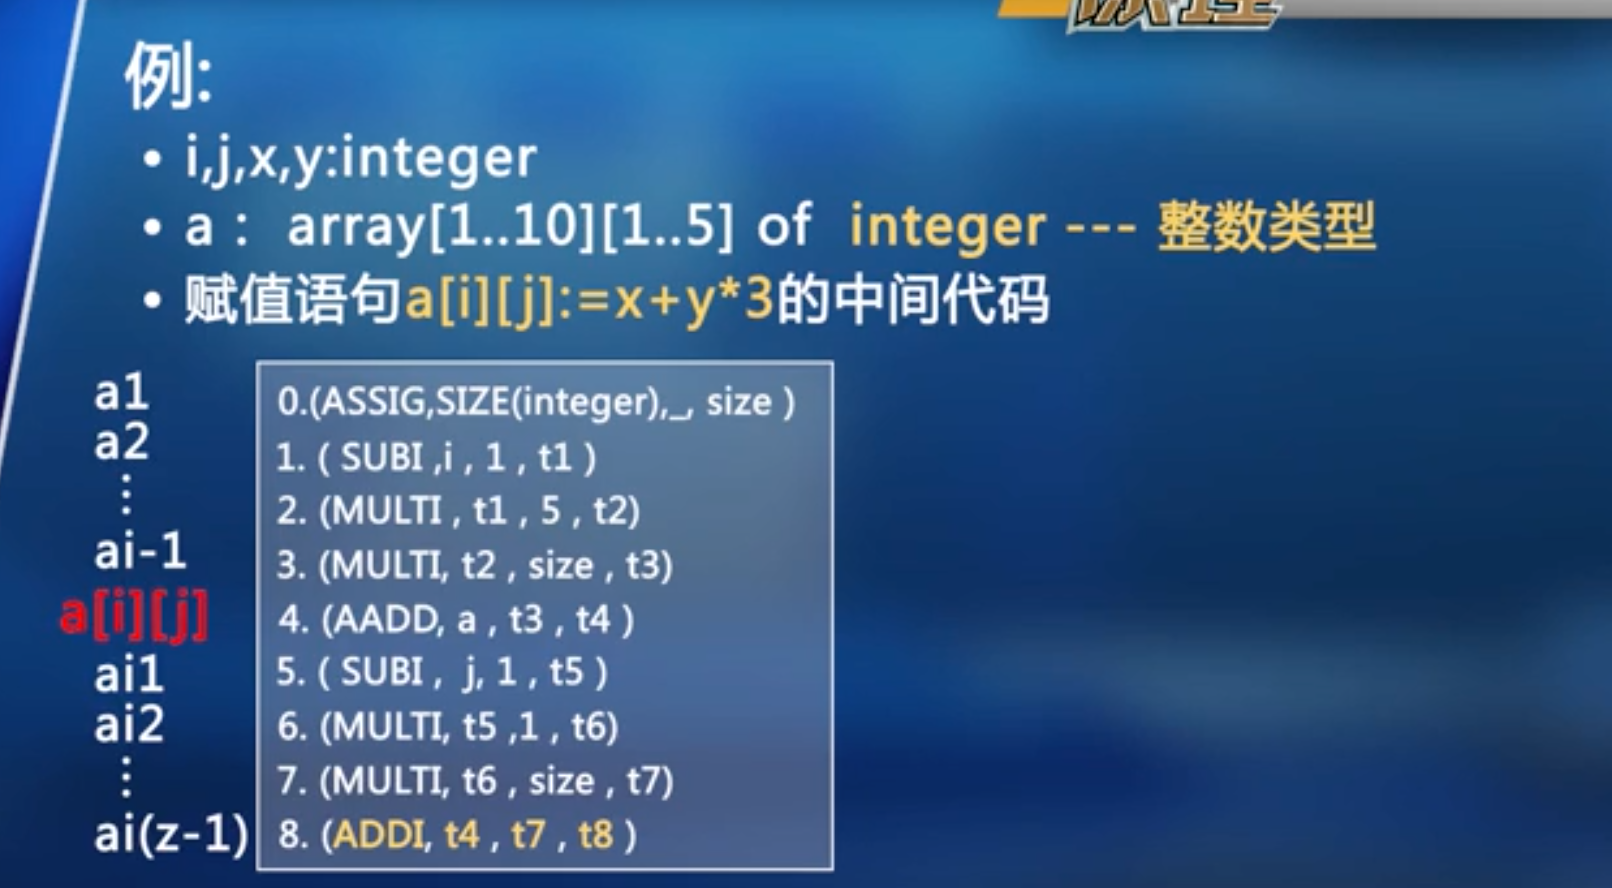 原理
例:
• i,j,x,y:integer
• a : array[1..10][1..5] of integer --- 整数类型
• 赋值语句a[i][j]:=x+y*3的中间代码
a1
a2
⋮
ai-1
a[i][j]
ai1
ai2
⋮
ai(z-1)
0.(ASSIG,SIZE(integer),_, size )
1. ( SUBI ,i , 1 , t1 )
2. (MULTI , t1 , 5 , t2)
3. (MULTI, t2 , size , t3)
4. (AADD, a , t3 , t4 )
5. ( SUBI , j, 1 , t5 )
6. (MULTI, t5 ,1 , t6)
7. (MULTI, t6 , size , t7)
8. (ADDI, t4 , t7 , t8 )